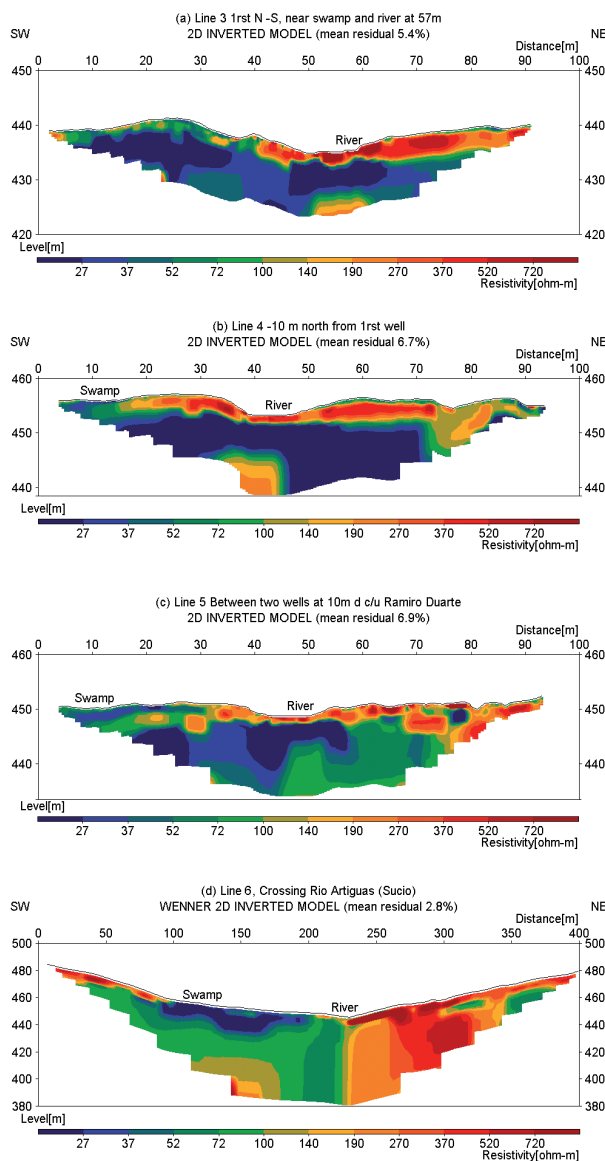 (a) Line 3 1rst N -S, near swamp and river at 57m
SW 2D INVERTED MODEL (mean residual 5.4%) NE
Distance[m]
0 10 20 30 40 50 60 70 80 90 100
450 450
440 440
River
430 430
420 420
Level[m]
27 37 52 72 100 140 190 270 370 520 720
Resistivity[ohm-m]
(b) Line 4 -10 m north from 1rst well
SW 2D INVERTED MODEL (mean residual 6.7%) NE
Distance[m]
0 10 20 30 40 50 60 70 80 90 100
460 460
Swamp River
450 450
440 440
Level[m]
27 37 52 72 100 140 190 270 370 520 720
Resistivity[ohm-m]
(c) Line 5 Between two wells at 10m d c/u Ramiro Duarte
SW 2D INVERTED MODEL (mean residual 6.9%) NE
Distance[m]
0 10 20 30 40 50 60 70 80 90 100
460 460
Swamp River
450 450
440 440
Level[m]
27 37 52 72 100 140 190 270 370 520 720
Resistivity[ohm-m]
(d) Line 6, Crossing Rio Artiguas (Sucio)
SW WENNER 2D INVERTED MODEL (mean residual 2.8%) NE
Distance[m]
0 50 100 150 200 250 300 350 400
500 500
480 480
Swamp River
460 460
440 440
420 420
400 400
380 380
Level[m]
27 37 52 72 100 140 190 270 370 520 720
Resistivity[ohm-m]